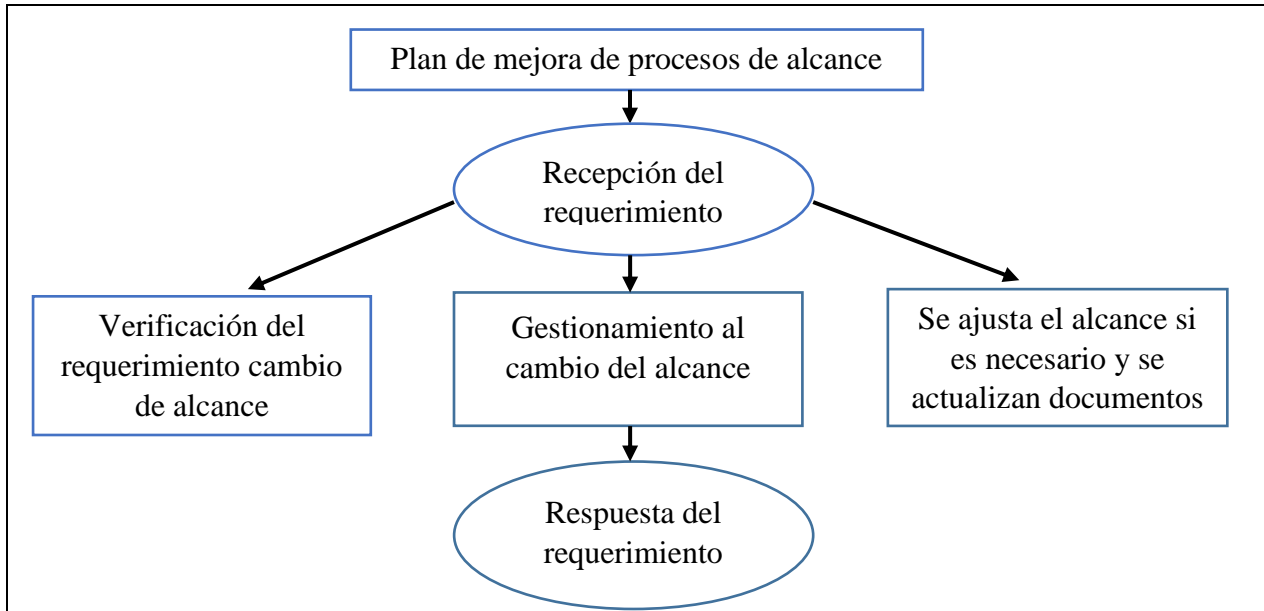 Plan de mejora de procesos de alcance
Recepción del
requerimiento
Verificación del
requerimiento cambio
de alcance
Gestionamiento al
cambio del alcance
Se ajusta el alcance si
es necesario y se
actualizan documentos
Respuesta del
requerimiento